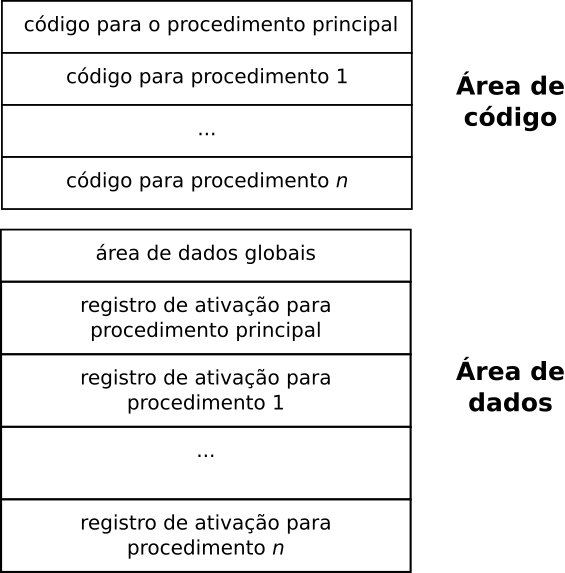 código para o procedimento principal
código para procedimento 1
...
código para procedimento n
Área de
código
área de dados globais
registro de ativação para
procedimento principal
registro de ativação para
procedimento 1
...
registro de ativação para
procedimento n
Área de
dados